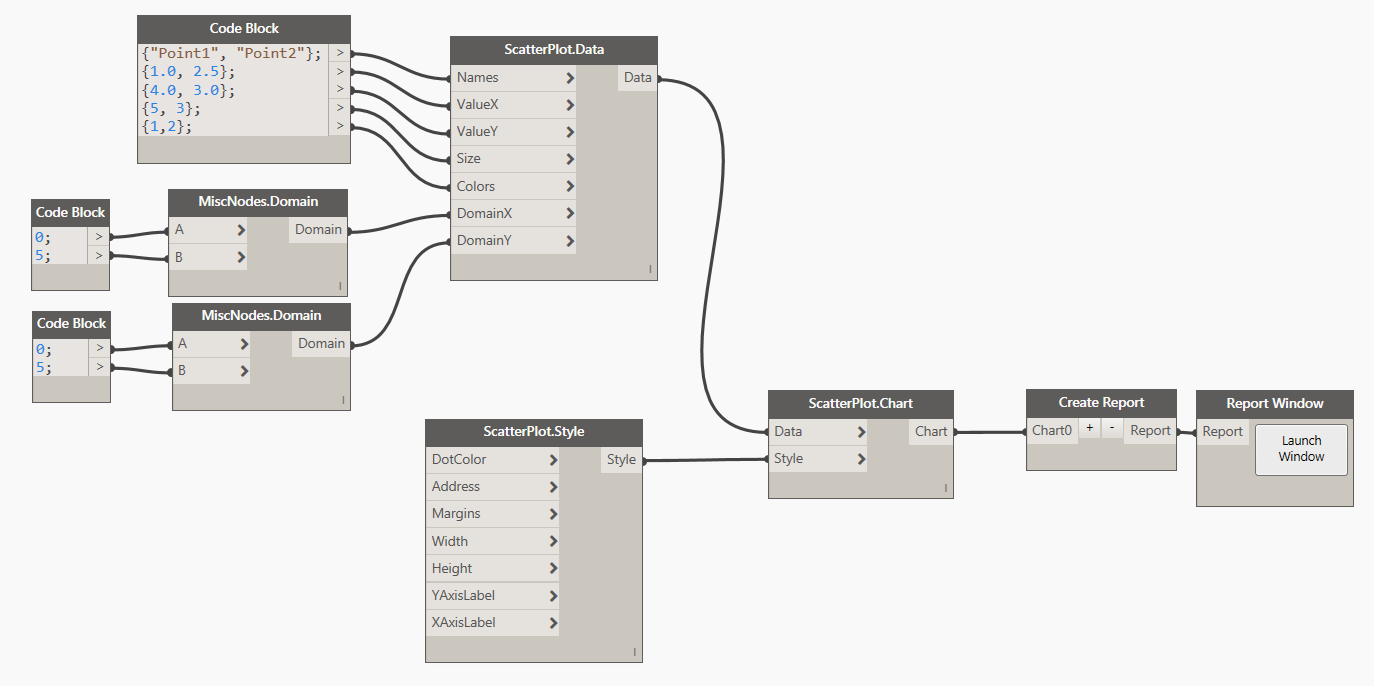 Code Block
{"Point1", "Point2"}; >
{1.0, 2.5}; >
{4.0, 3.0}; >
{5, 3}; >
{1,2}; >
ScatterPlot.Data
Names > Data
ValueX >
ValueY >
Size >
Colors >
DomainX >
DomainY >
I
Code Block
0; >
5; >
MiscNodes.Domain
A > Domain
B >
I
Code Block
0; >
5; >
MiscNodes.Domain
A > Domain
B >
I
ScatterPlot.Style
DotColor > Style
Address >
Margins >
Width >
Height >
YAxisLabel >
XAxisLabel >
I
ScatterPlot.Chart
Data > Chart
Style >
I
Create Report
Chart0 + - Report
Report Window
Report
Launch
Window